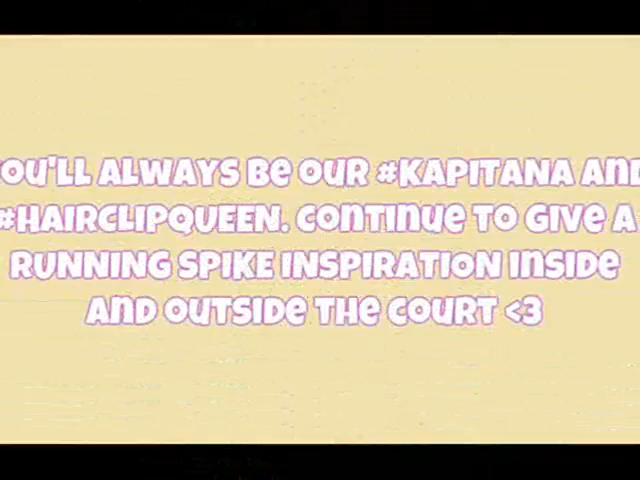 OU'LL ALWAYS BE OUR #KAPITANA AND
#HAIRCLIPQUEEN. CONTINUE TO GIVE A
RUNNING SPIKE INSPIRATION INSIDE
AND OUTSIDE THE COURT <3